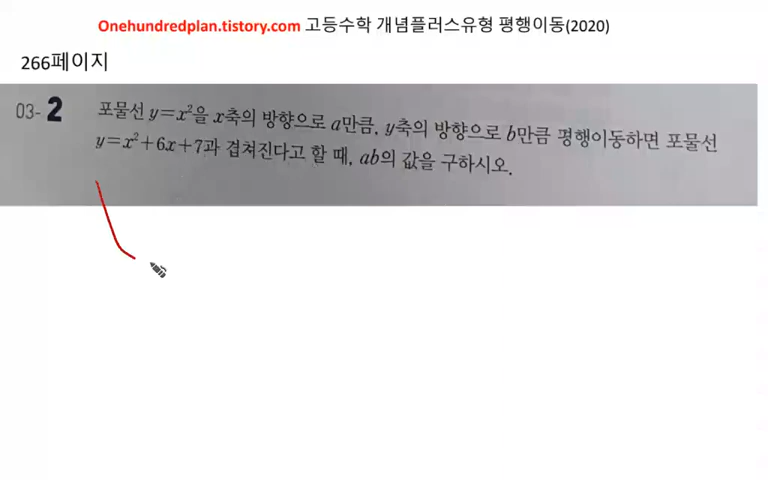 Onehundredplan.tistory.com 고등수학 개념플러스유형 평행이동(2020)
266페이지
03-2 포물선 y=x²을 x축의 방향으로 a만큼, y축의 방향으로 b만큼 평행이동하면 포물선
y=x²+6x+7과 겹쳐진다고 할 때, ab의 값을 구하시오.